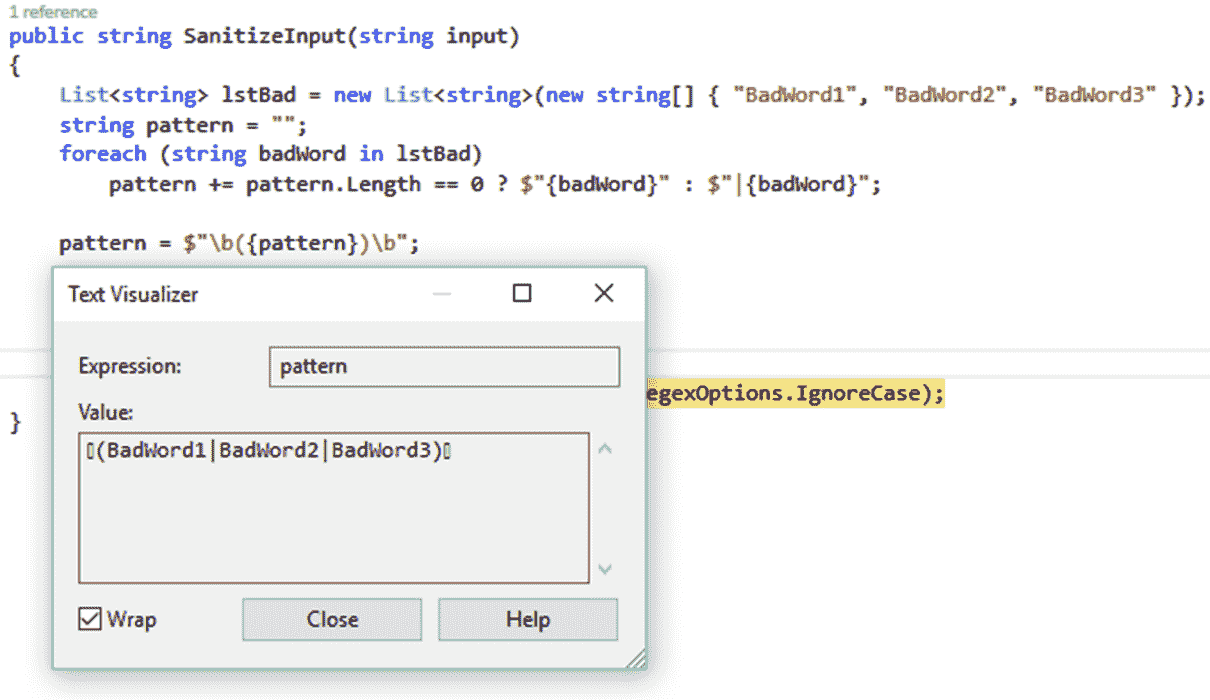 1 reference
public string SanitizeInput(string input)
{
List<string> lstBad = new List<string>(new string[] { "BadWord1", "BadWord2", "BadWord3" });
string pattern = "";
foreach (string badWord in lstBad)
pattern += pattern.Length == 0 ? $"{badWord}" : $"|{badWord}";
pattern = $"\b({pattern})\b";
Text Visualizer
Expression: pattern
egexOptions.IgnoreCase);
Value:
}
▯(BadWord1|BadWord2|BadWord3)▯
Wrap Close Help